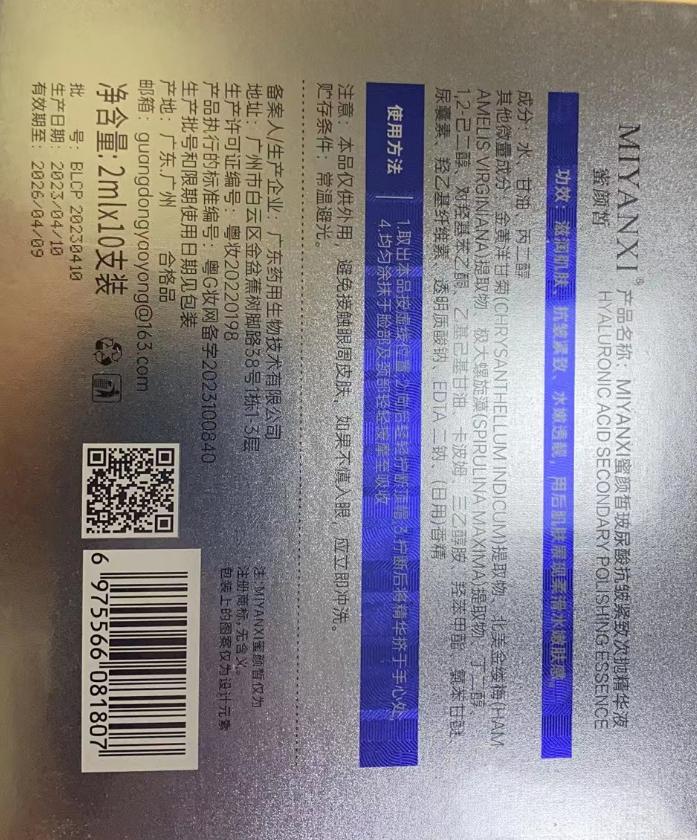 MIYANXI®
蜜颜皙
产品名称：MIYANXI蜜颜皙玻尿酸抗皱紧致次抛精华液
HYALURONIC ACID SECONDARY POLISHING ESSENCE
功效：滋润肌肤、抗皱紧致、水嫩透靓，用后肌肤展现柔滑水嫩肤感
成分：水、甘油、丙二醇
其他微量成分：金黄洋甘菊(CHRYSANTHELLUM INDICUM)提取物、北美金缕梅(HAM
AMELIS VIRGINIANA)提取物、极大螺旋藻(SPIRULINA MAXIMA)提取物、丁二醇、
1,2-己二醇、对羟基苯乙酮、乙基己基甘油、卡波姆、三乙醇胺、羟苯甲酯、氯苯甘醚、
尿囊素、羟乙基纤维素、透明质酸钠、EDTA二钠、(日用)香精
使用方法
1.取出本品按虚线位置分开后轻轻拧断顶帽;3.拧断后将精华挤于手心处,
4.均匀涂抹于脸部及颈部轻轻按摩至吸收
注意：本品仅供外用，避免接触眼周皮肤，如果不慎入眼，应立即冲洗。
贮存条件：常温避光。
备案人/生产企业：广东药用生物技术有限公司
地址：广州市白云区金盆蕉树脚路38号1栋1-3层
生产许可证编号：粤妆20220198
产品执行的标准编号：粤G妆网备字2023100840
生产批号和限期使用日期见包装
产地：广东.广州 合格品
邮箱：guangdongyaoyong@163.com
净含量：2mlx10支装
批 号：BLCP 20230410
生产日期：2023/04/10
有效期至：2026/04/09
注:MIYANXI蜜颜皙仅为
注册商标,无含义。
包装上的图案仅为设计元素
6 975566 081807